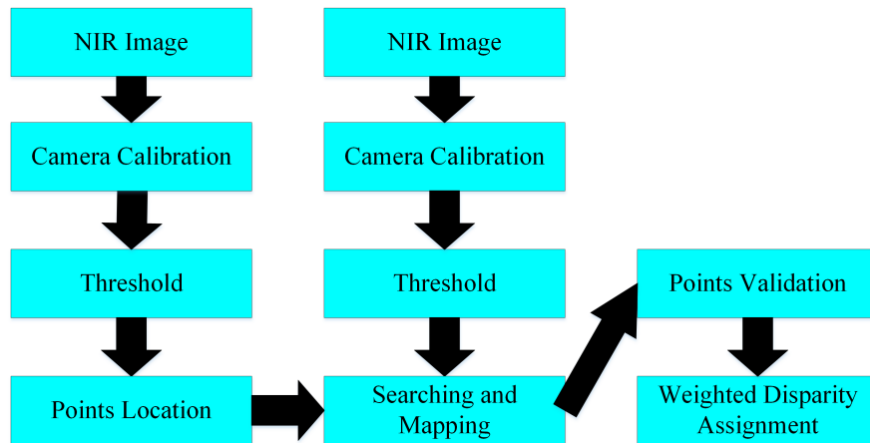 NIR Image
Camera Calibration
Threshold
Points Location
NIR Image
Camera Calibration
Threshold
Searching and
Mapping
Points Validation
Weighted Disparity
Assignment